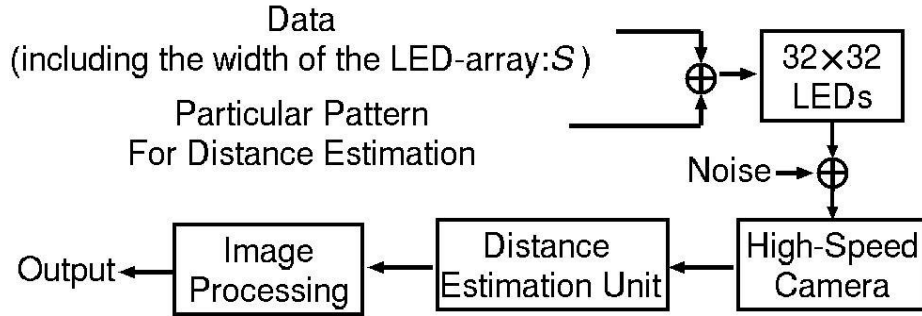 Data
(including the width of the LED-array:S)
Particular Pattern
For Distance Estimation
32×32
LEDs
Noise
High-Speed
Camera
Distance
Estimation Unit
Image
Processing
Output